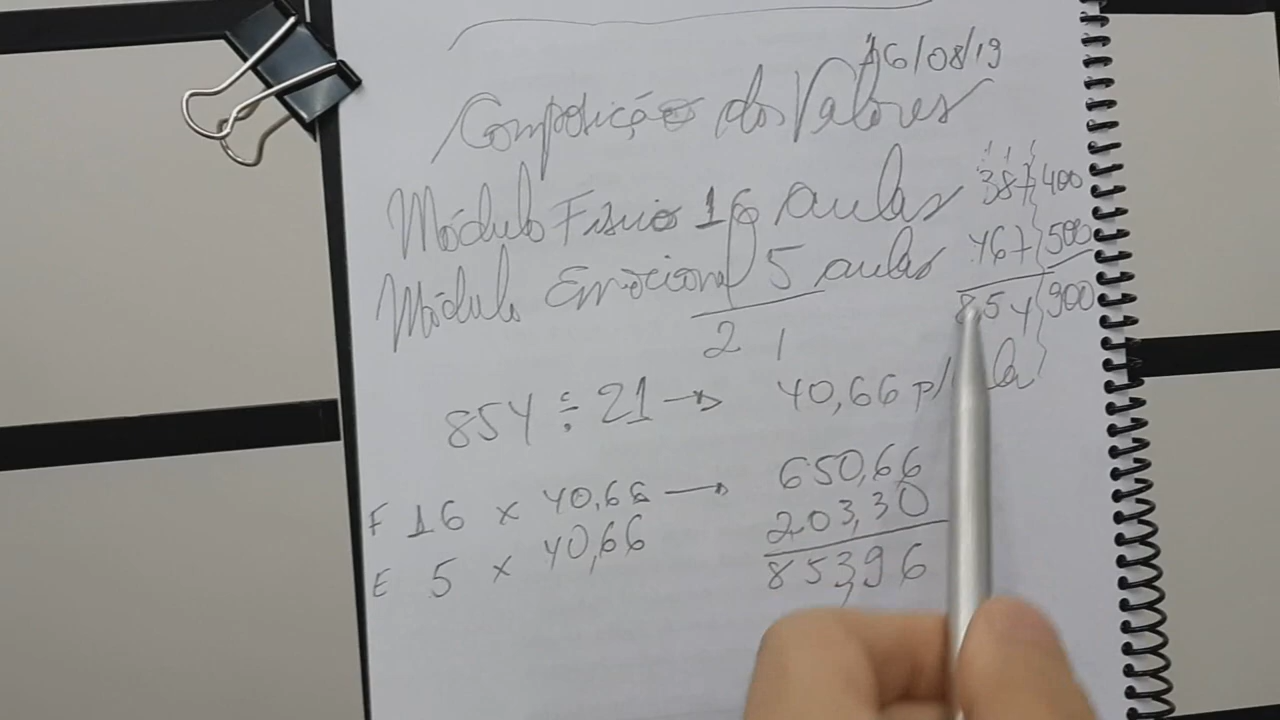 16/08/19
Composição dos Valores
Módulo Físico 16 aulas 387 400
Módulo Emocional 5 aulas 467 500
21 854 900
854 ÷ 21 → 40,66 p/
F 16 x 40,66 → 650,66
E 5 x 40,66 203,30
853,96